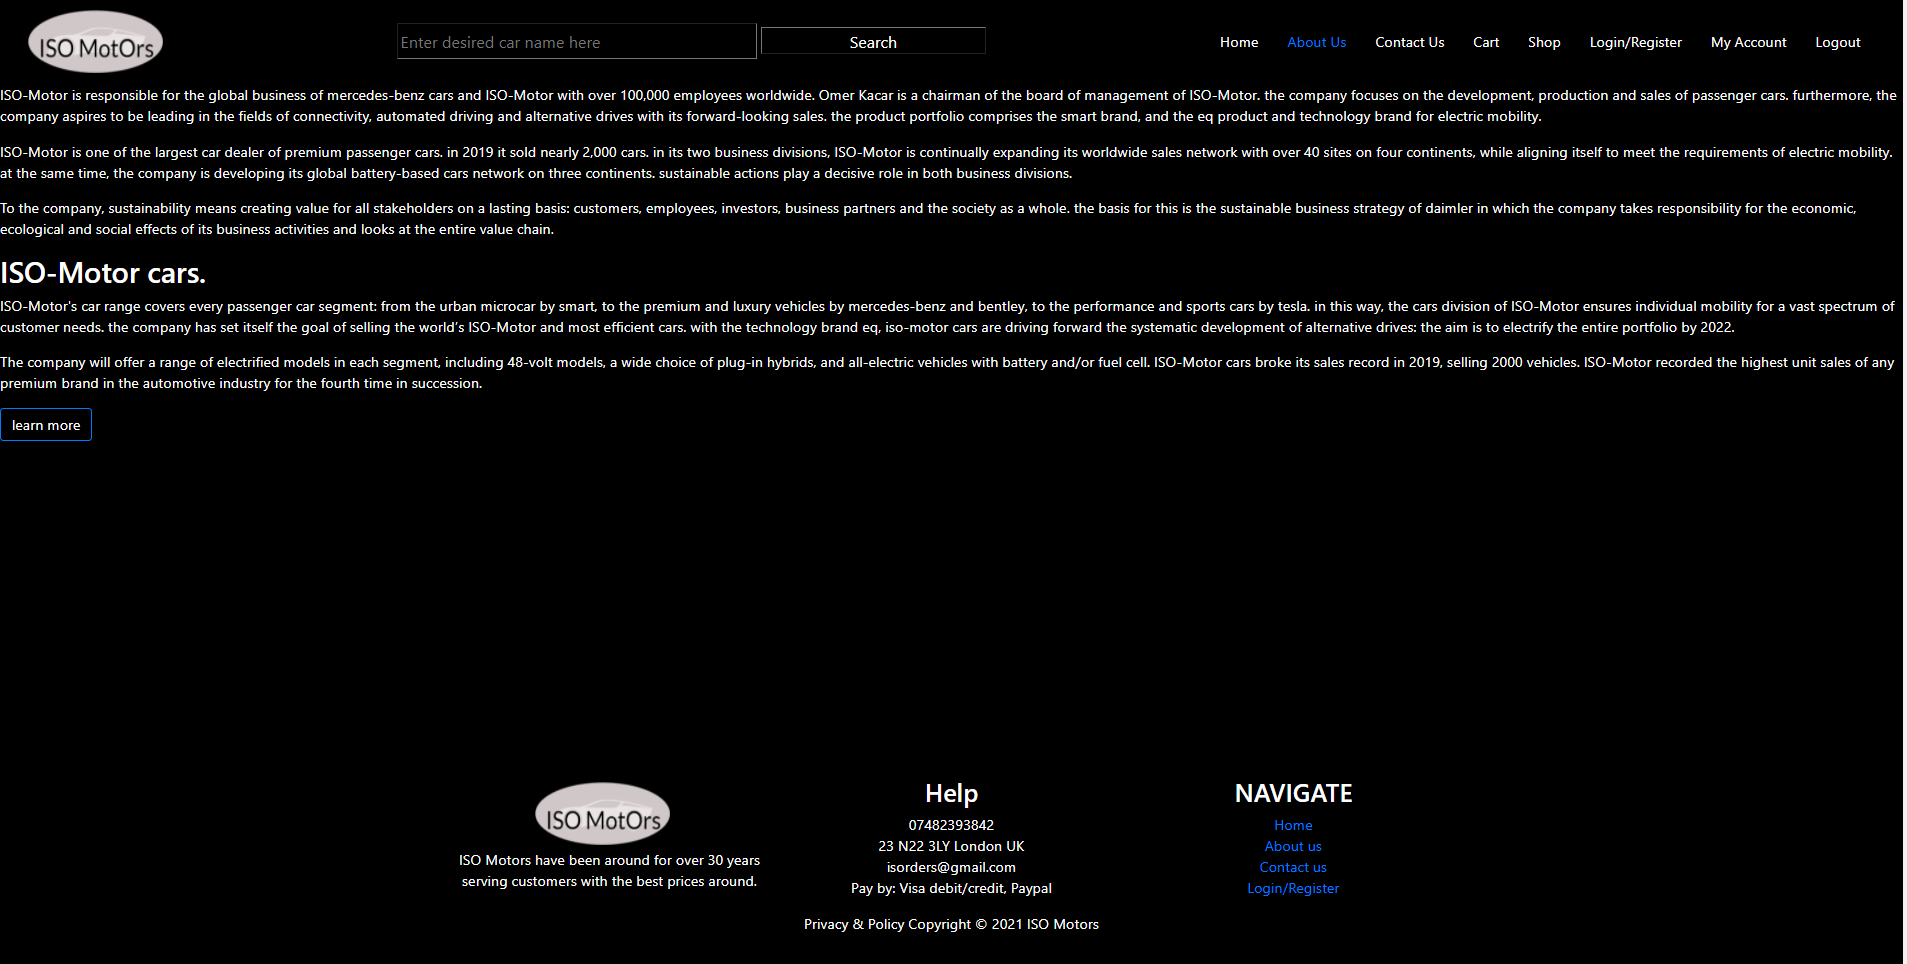 ISO MotOrs
Enter desired car name here
Search
Home
About Us
Contact Us
Cart
Shop
Login/Register
My Account
Logout
ISO-Motor is responsible for the global business of mercedes-benz cars and ISO-Motor with over 100,000 employees worldwide. Omer Kacar is a chairman of the board of management of ISO-Motor. the company focuses on the development, production and sales of passenger cars. furthermore, the
company aspires to be leading in the fields of connectivity, automated driving and alternative drives with its forward-looking sales. the product portfolio comprises the smart brand, and the eq product and technology brand for electric mobility.
ISO-Motor is one of the largest car dealer of premium passenger cars. in 2019 it sold nearly 2,000 cars. in its two business divisions, ISO-Motor is continually expanding its worldwide sales network with over 40 sites on four continents, while aligning itself to meet the requirements of electric mobility.
at the same time, the company is developing its global battery-based cars network on three continents. sustainable actions play a decisive role in both business divisions.
To the company, sustainability means creating value for all stakeholders on a lasting basis: customers, employees, investors, business partners and the society as a whole. the basis for this is the sustainable business strategy of daimler in which the company takes responsibility for the economic,
ecological and social effects of its business activities and looks at the entire value chain.
ISO-Motor cars.
ISO-Motor's car range covers every passenger car segment: from the urban microcar by smart, to the premium and luxury vehicles by mercedes-benz and bentley, to the performance and sports cars by tesla. in this way, the cars division of ISO-Motor ensures individual mobility for a vast spectrum of
customer needs. the company has set itself the goal of selling the world’s ISO-Motor and most efficient cars. with the technology brand eq, iso-motor cars are driving forward the systematic development of alternative drives: the aim is to electrify the entire portfolio by 2022.
The company will offer a range of electrified models in each segment, including 48-volt models, a wide choice of plug-in hybrids, and all-electric vehicles with battery and/or fuel cell. ISO-Motor cars broke its sales record in 2019, selling 2000 vehicles. ISO-Motor recorded the highest unit sales of any
premium brand in the automotive industry for the fourth time in succession.
learn more
ISO MotOrs
ISO Motors have been around for over 30 years
serving customers with the best prices around.
Help
07482393842
23 N22 3LY London UK
isorders@gmail.com
Pay by: Visa debit/credit, Paypal
NAVIGATE
Home
About us
Contact us
Login/Register
Privacy & Policy Copyright © 2021 ISO Motors